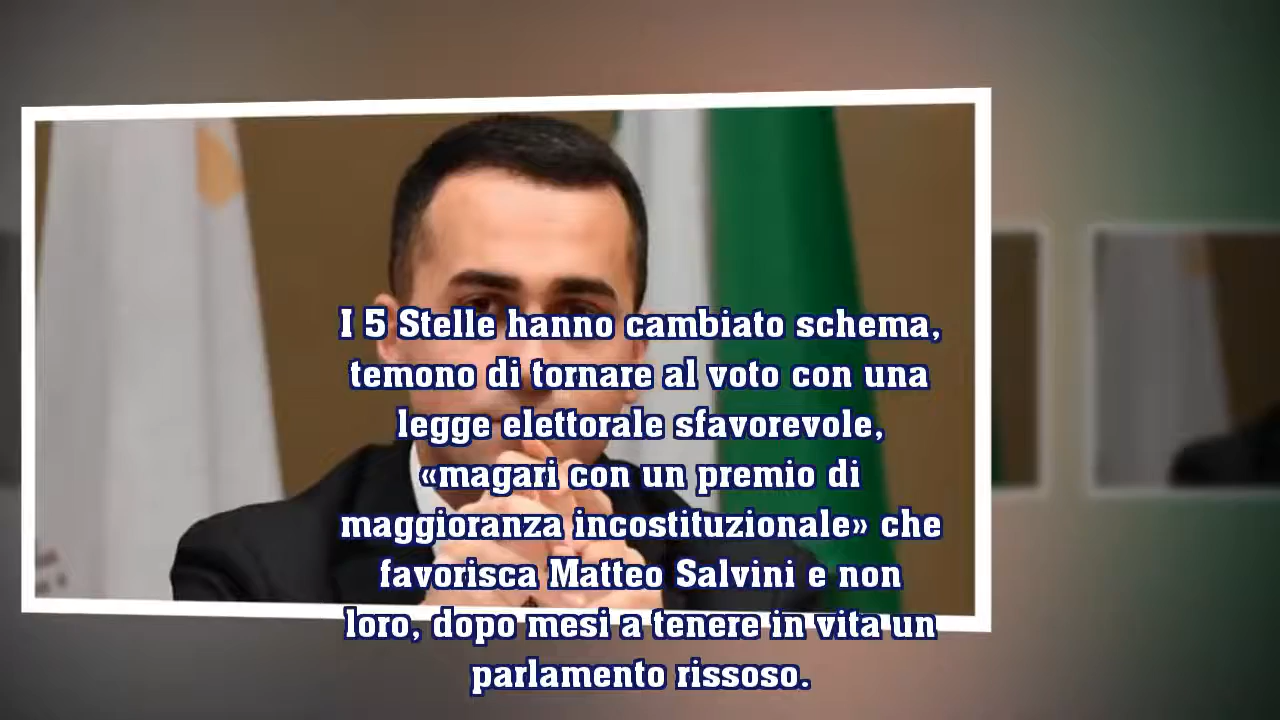 I 5 Stelle hanno cambiato schema,
temono di tornare al voto con una
legge elettorale sfavorevole,
«magari con un premio di
maggioranza incostituzionale» che
favorisca Matteo Salvini e non
loro, dopo mesi a tenere in vita un
parlamento rissoso.